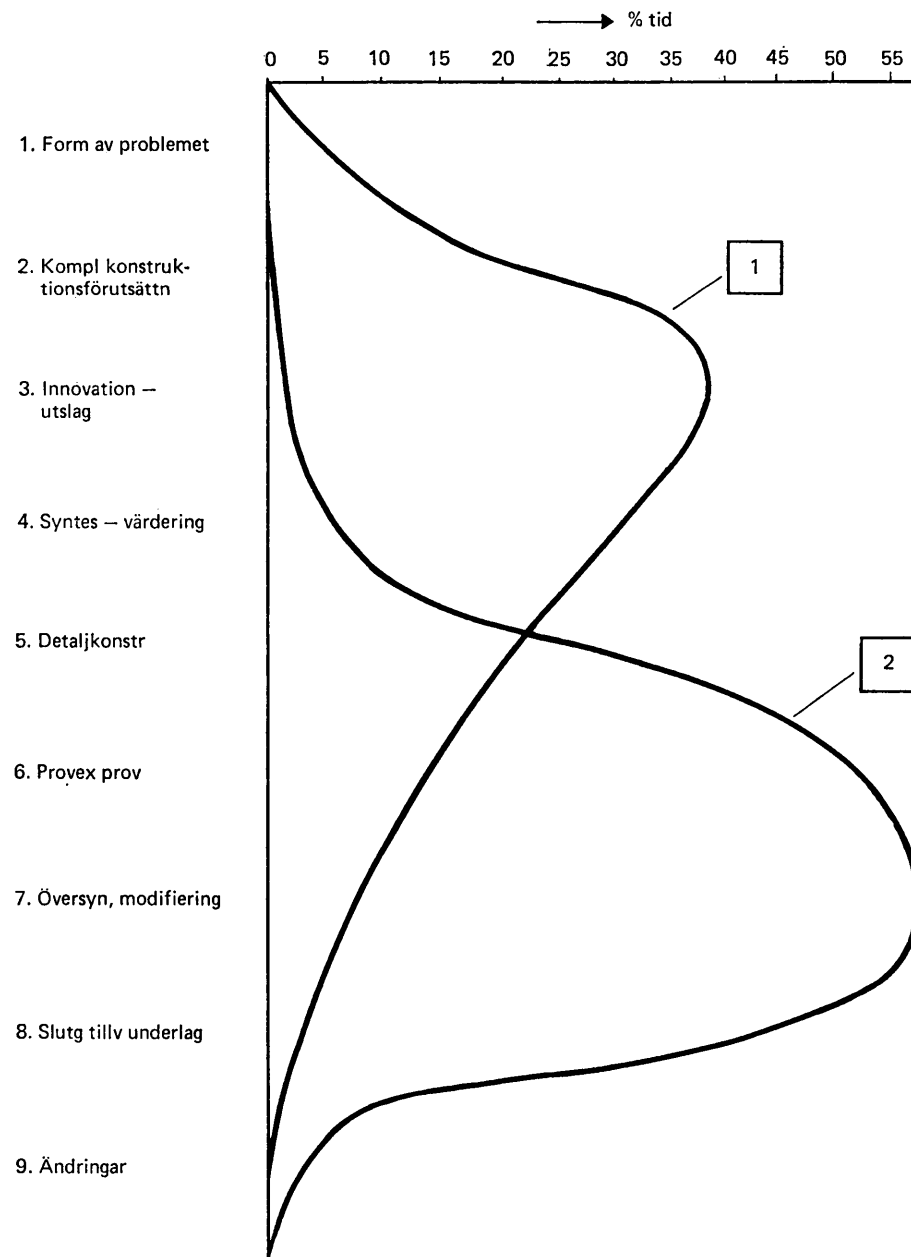 % tid
0 5 10 15 20 25 30 35 40 45 50 55
1. Form av problemet
2. Kompl konstruk-
tionsförutsättn
1
3. Innovation –
utslag
4. Syntes – värdering
5. Detaljkonstr
2
6. Provex prov
7. Översyn, modifiering
8. Slutg tillv underlag
9. Ändringar